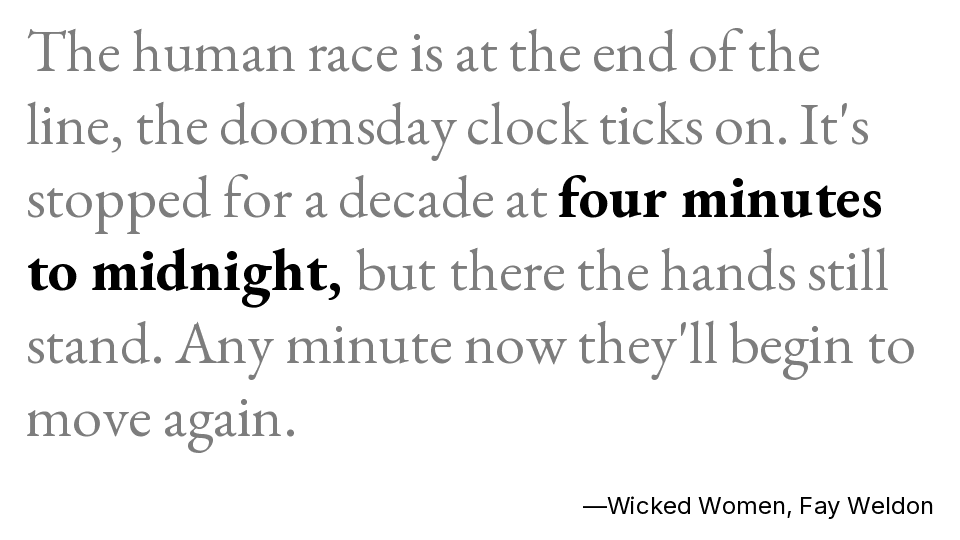 The human race is at the end of the
line, the doomsday clock ticks on. It's
stopped for a decade at four minutes
to midnight, but there the hands still
stand. Any minute now they'll begin to
move again.
—Wicked Women, Fay Weldon